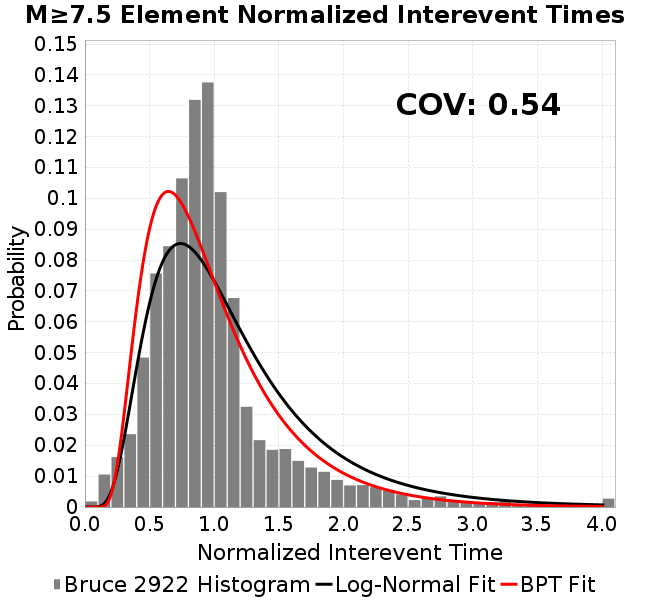 M≥7.5 Element Normalized Interevent Times
0.15
0.14
0.13
0.12
0.11
0.1
0.09
0.08
0.07
0.06
0.05
0.04
0.03
0.02
0.01
0
Probability
COV: 0.54
0.0 0.5 1.0 1.5 2.0 2.5 3.0 3.5 4.0
Normalized Interevent Time
Bruce 2922 Histogram Log-Normal Fit BPT Fit